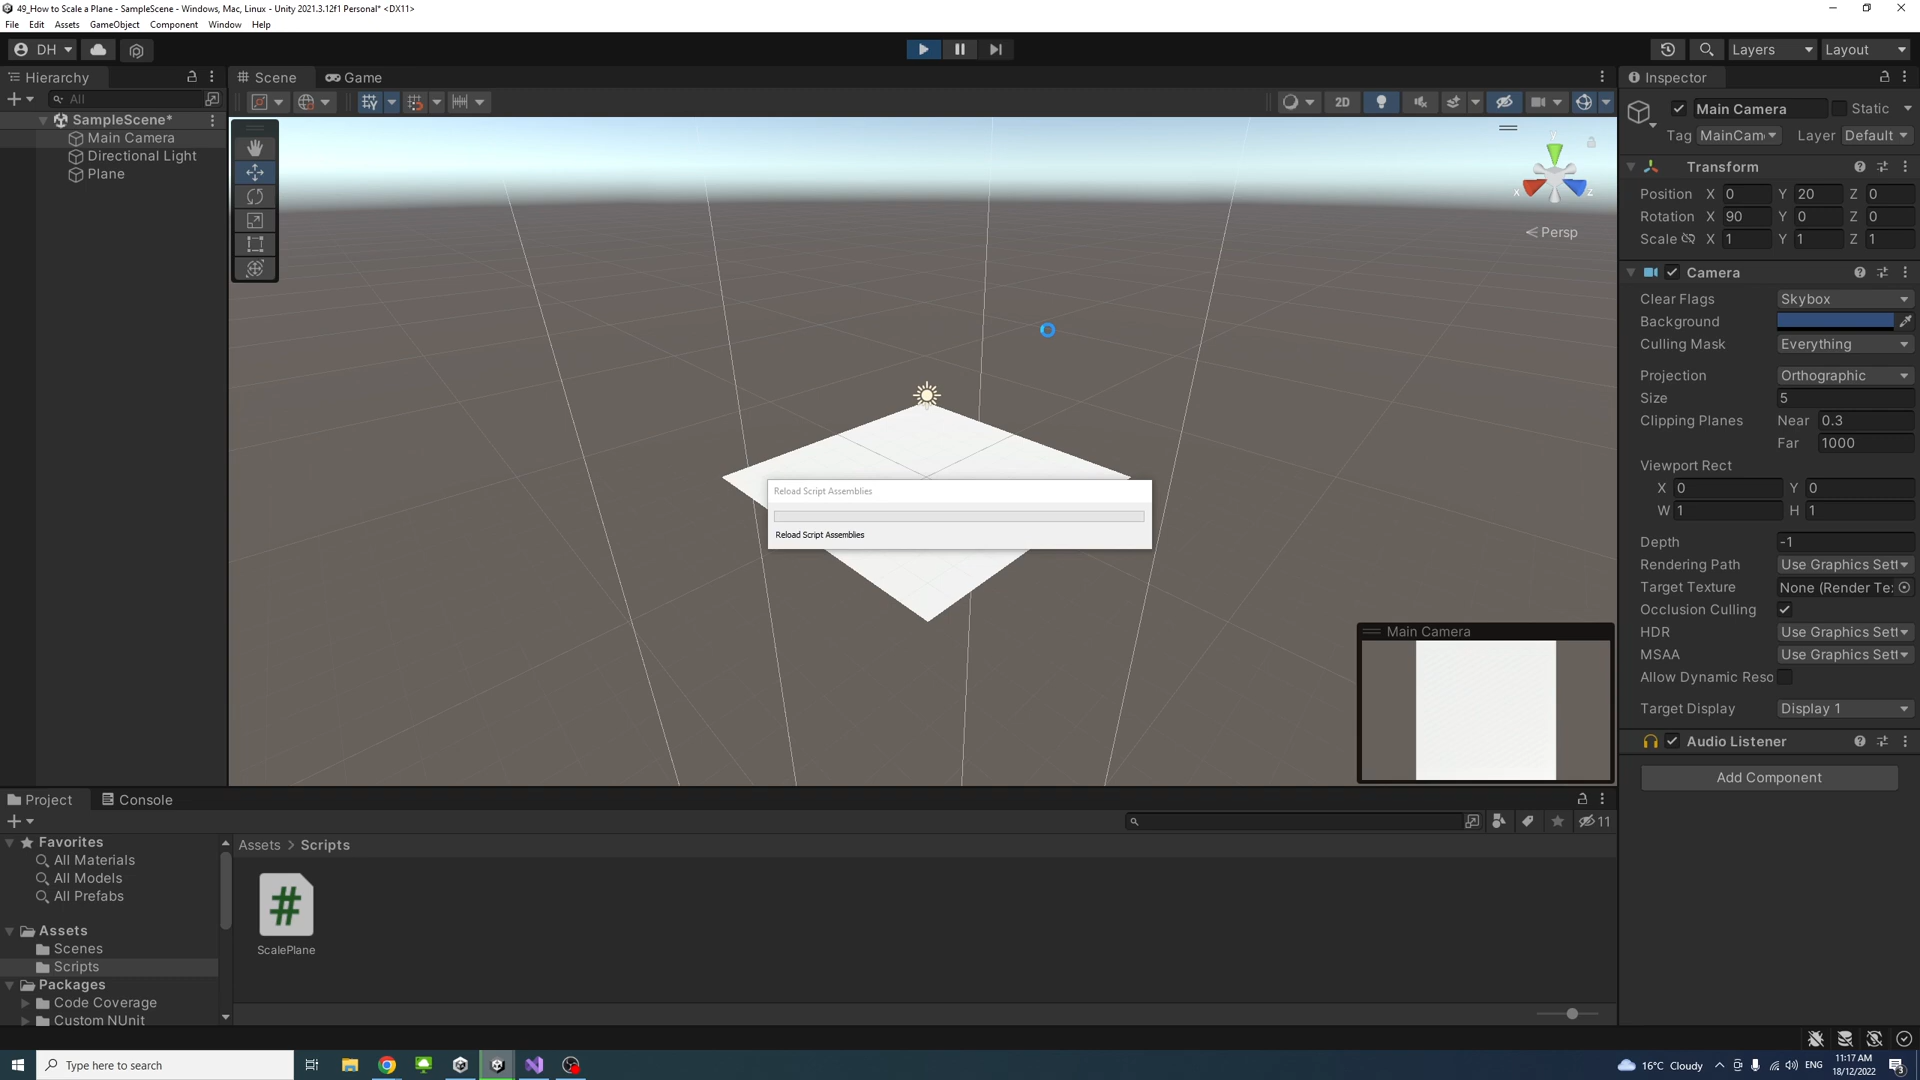 49_How to Scale a Plane - SampleScene - Windows, Mac, Linux - Unity 2021.3.12f1 Personal* <DX11>
File Edit Assets GameObject Component Window Help
DH Layers Layout
Hierarchy Scene Game Inspector
All 2D
SampleScene*
Main Camera
Directional Light
Plane
Y
X
Z
Persp
Main Camera Static
Tag MainCam Layer Default
Transform
Position X 0 Y 20 Z 0
Rotation X 90 Y 0 Z 0
Scale X 1 Y 1 Z 1
Camera
Clear Flags Skybox
Background
Culling Mask Everything
Projection Orthographic
Size 5
Clipping Planes Near 0.3
Far 1000
Viewport Rect
X 0 Y 0
W 1 H 1
Depth -1
Rendering Path Use Graphics Sett
Target Texture None (Render Te
Occlusion Culling
HDR Use Graphics Sett
MSAA Use Graphics Sett
Allow Dynamic Reso
Target Display Display 1
Audio Listener
Add Component
Reload Script Assemblies
Reload Script Assemblies
Main Camera
Project Console
11
Favorites
All Materials
All Models
All Prefabs
Assets
Scenes
Scripts
Packages
Code Coverage
Custom NUnit
Assets > Scripts
#
ScalePlane
Type here to search
16°C Cloudy ENG 11:17 AM
18/12/2022
3